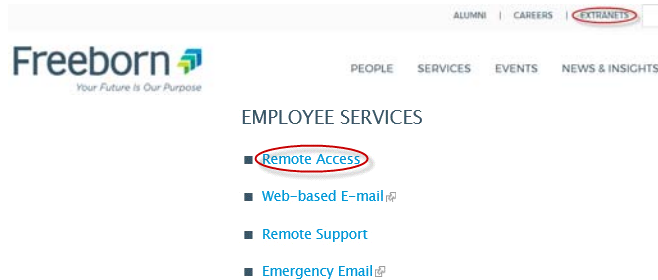 ALUMNI | CAREERS | EXTRANETS
Freeborn
Your Future Is Our Purpose
PEOPLE SERVICES EVENTS NEWS & INSIGHTS
EMPLOYEE SERVICES
Remote Access
Web-based E-mail
Remote Support
Emergency Email